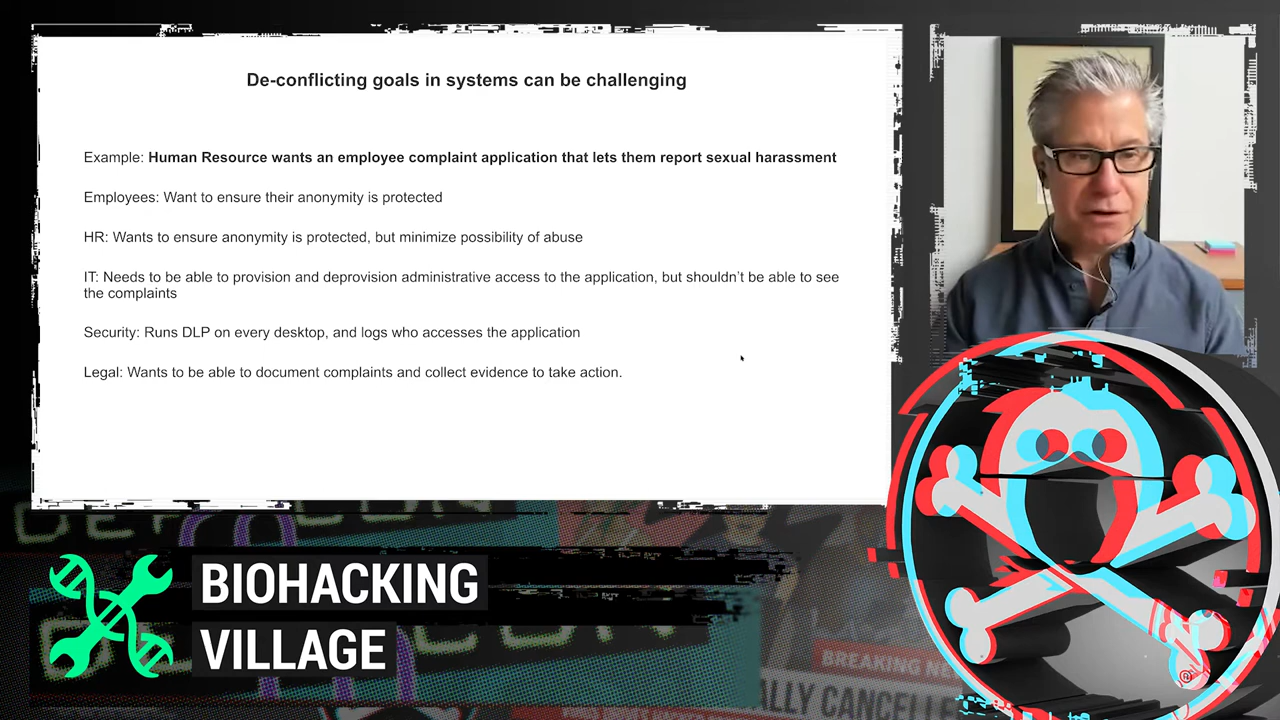 De-conflicting goals in systems can be challenging
Example: Human Resource wants an employee complaint application that lets them report sexual harassment
Employees: Want to ensure their anonymity is protected
HR: Wants to ensure anonymity is protected, but minimize possibility of abuse
IT: Needs to be able to provision and deprovision administrative access to the application, but shouldn't be able to see
the complaints
Security: Runs DLP on every desktop, and logs who accesses the application
Legal: Wants to be able to document complaints and collect evidence to take action.
BIOHACKING
VILLAGE
BREAKING
ALLY CANCELLE